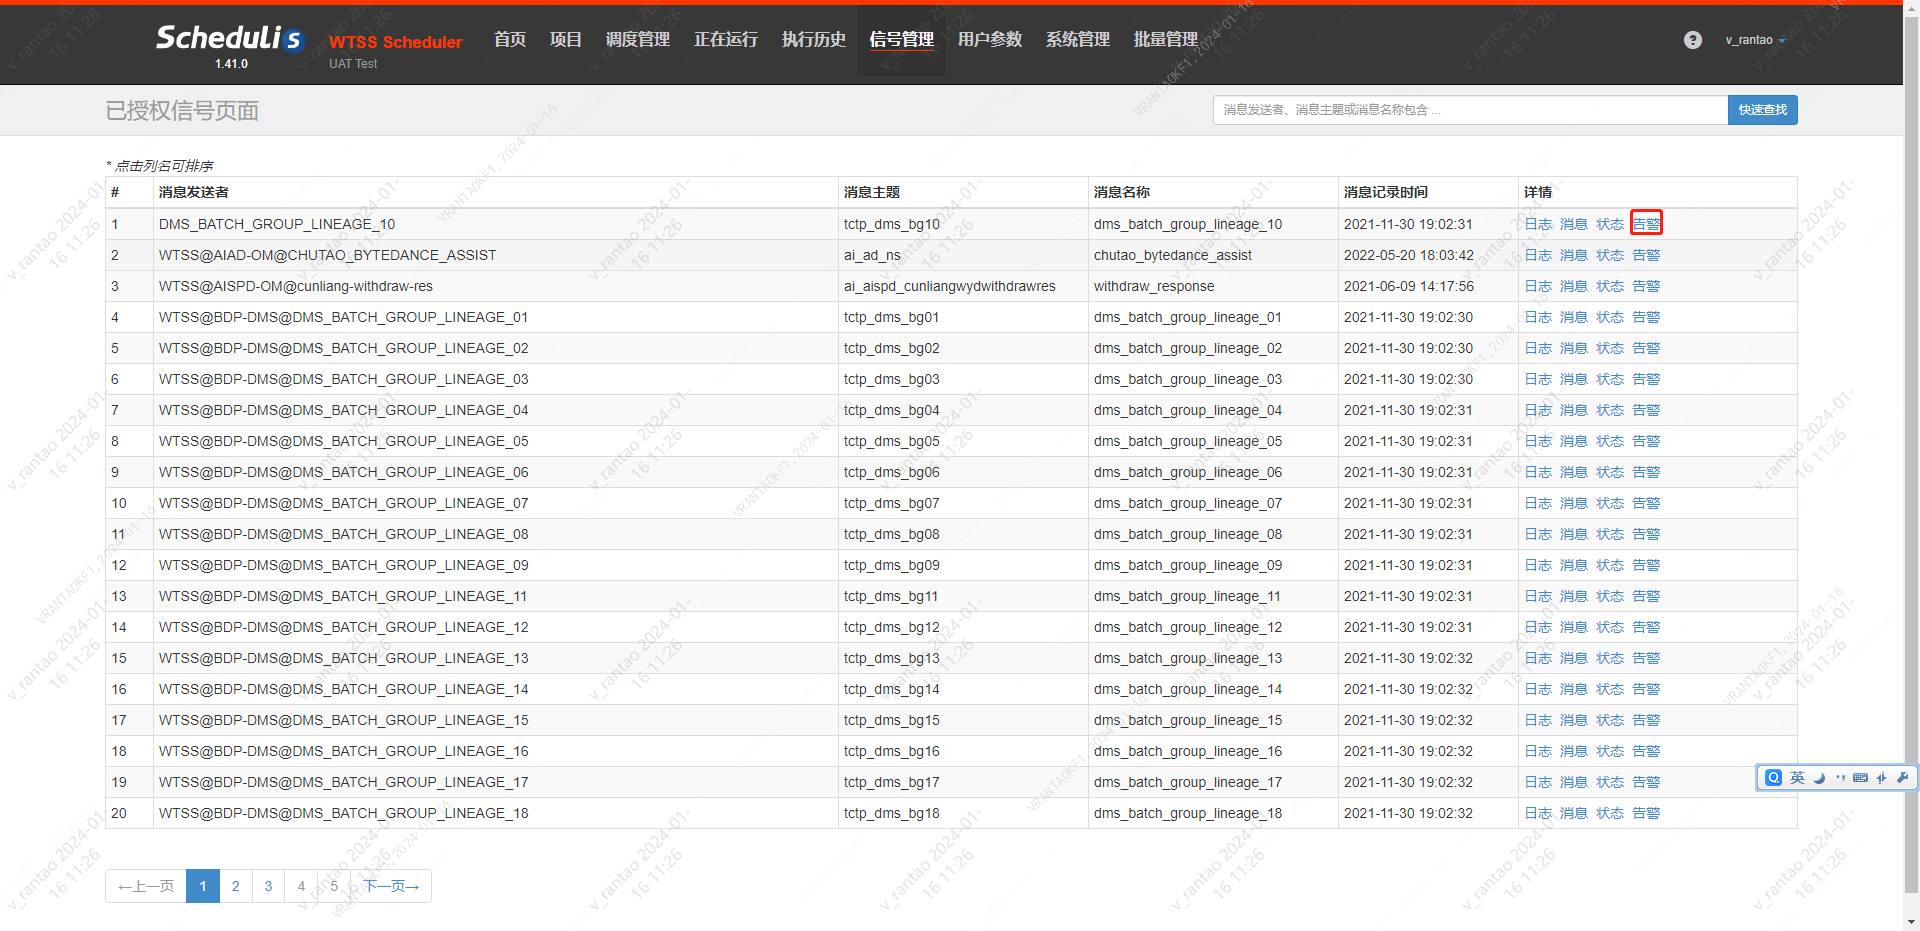 Schedulis
1.41.0
WTSS Scheduler
UAT Test
首页 项目 调度管理 正在运行 执行历史 信号管理 用户参数 系统管理 批量管理
? v_rantao
已授权信号页面
消息发送者、消息主题或消息名称包含 ... 快速查找
* 点击列名可排序
# 消息发送者 消息主题 消息名称 消息记录时间 详情
1 DMS_BATCH_GROUP_LINEAGE_10 tctp_dms_bg10 dms_batch_group_lineage_10 2021-11-30 19:02:31 日志 消息 状态 告警
2 WTSS@AIAD-OM@CHUTAO_BYTEDANCE_ASSIST ai_ad_ns chutao_bytedance_assist 2022-05-20 18:03:42 日志 消息 状态 告警
3 WTSS@AISPD-OM@cunliang-withdraw-res ai_aispd_cunliangwydwithdrawres withdraw_response 2021-06-09 14:17:56 日志 消息 状态 告警
4 WTSS@BDP-DMS@DMS_BATCH_GROUP_LINEAGE_01 tctp_dms_bg01 dms_batch_group_lineage_01 2021-11-30 19:02:30 日志 消息 状态 告警
5 WTSS@BDP-DMS@DMS_BATCH_GROUP_LINEAGE_02 tctp_dms_bg02 dms_batch_group_lineage_02 2021-11-30 19:02:30 日志 消息 状态 告警
6 WTSS@BDP-DMS@DMS_BATCH_GROUP_LINEAGE_03 tctp_dms_bg03 dms_batch_group_lineage_03 2021-11-30 19:02:30 日志 消息 状态 告警
7 WTSS@BDP-DMS@DMS_BATCH_GROUP_LINEAGE_04 tctp_dms_bg04 dms_batch_group_lineage_04 2021-11-30 19:02:31 日志 消息 状态 告警
8 WTSS@BDP-DMS@DMS_BATCH_GROUP_LINEAGE_05 tctp_dms_bg05 dms_batch_group_lineage_05 2021-11-30 19:02:31 日志 消息 状态 告警
9 WTSS@BDP-DMS@DMS_BATCH_GROUP_LINEAGE_06 tctp_dms_bg06 dms_batch_group_lineage_06 2021-11-30 19:02:31 日志 消息 状态 告警
10 WTSS@BDP-DMS@DMS_BATCH_GROUP_LINEAGE_07 tctp_dms_bg07 dms_batch_group_lineage_07 2021-11-30 19:02:31 日志 消息 状态 告警
11 WTSS@BDP-DMS@DMS_BATCH_GROUP_LINEAGE_08 tctp_dms_bg08 dms_batch_group_lineage_08 2021-11-30 19:02:31 日志 消息 状态 告警
12 WTSS@BDP-DMS@DMS_BATCH_GROUP_LINEAGE_09 tctp_dms_bg09 dms_batch_group_lineage_09 2021-11-30 19:02:31 日志 消息 状态 告警
13 WTSS@BDP-DMS@DMS_BATCH_GROUP_LINEAGE_11 tctp_dms_bg11 dms_batch_group_lineage_11 2021-11-30 19:02:31 日志 消息 状态 告警
14 WTSS@BDP-DMS@DMS_BATCH_GROUP_LINEAGE_12 tctp_dms_bg12 dms_batch_group_lineage_12 2021-11-30 19:02:31 日志 消息 状态 告警
15 WTSS@BDP-DMS@DMS_BATCH_GROUP_LINEAGE_13 tctp_dms_bg13 dms_batch_group_lineage_13 2021-11-30 19:02:32 日志 消息 状态 告警
16 WTSS@BDP-DMS@DMS_BATCH_GROUP_LINEAGE_14 tctp_dms_bg14 dms_batch_group_lineage_14 2021-11-30 19:02:32 日志 消息 状态 告警
17 WTSS@BDP-DMS@DMS_BATCH_GROUP_LINEAGE_15 tctp_dms_bg15 dms_batch_group_lineage_15 2021-11-30 19:02:32 日志 消息 状态 告警
18 WTSS@BDP-DMS@DMS_BATCH_GROUP_LINEAGE_16 tctp_dms_bg16 dms_batch_group_lineage_16 2021-11-30 19:02:32 日志 消息 状态 告警
19 WTSS@BDP-DMS@DMS_BATCH_GROUP_LINEAGE_17 tctp_dms_bg17 dms_batch_group_lineage_17 2021-11-30 19:02:32 日志 消息 状态 告警
20 WTSS@BDP-DMS@DMS_BATCH_GROUP_LINEAGE_18 tctp_dms_bg18 dms_batch_group_lineage_18 2021-11-30 19:02:32 日志 消息 状态 告警
英
←上一页 1 2 3 4 5 下一页→
v_rantao 2024-01-16 11:26
VRANTAOKF1,2024-01-16